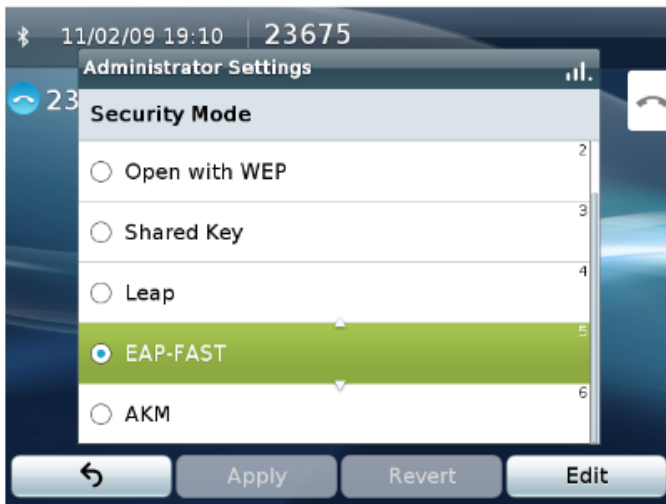 11/02/09 19:10 23675
Administrator Settings
23
Security Mode
2
Open with WEP
3
Shared Key
4
Leap
5
EAP-FAST
6
AKM
Apply Revert Edit